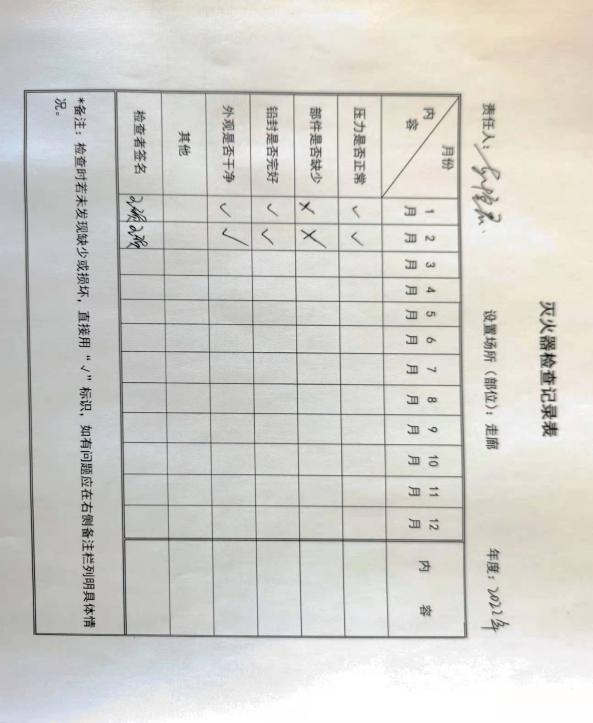 灭火器检查记录表
责任人: 设置场所（部位）: 走廊 年度: 2022年
月份 内容 1月 2月 3月 4月 5月 6月 7月 8月 9月 10月 11月 12月 内容
压力是否正常 ✓ ✓
部件是否缺少 × ×
铅封是否完好 ✓ ✓
外观是否干净 ✓ ✓
其他
检查者签名
*备注: 检查时若未发现缺少或损坏, 直接用“√”标识, 如有问题应在右侧备注栏列明具体情
况。